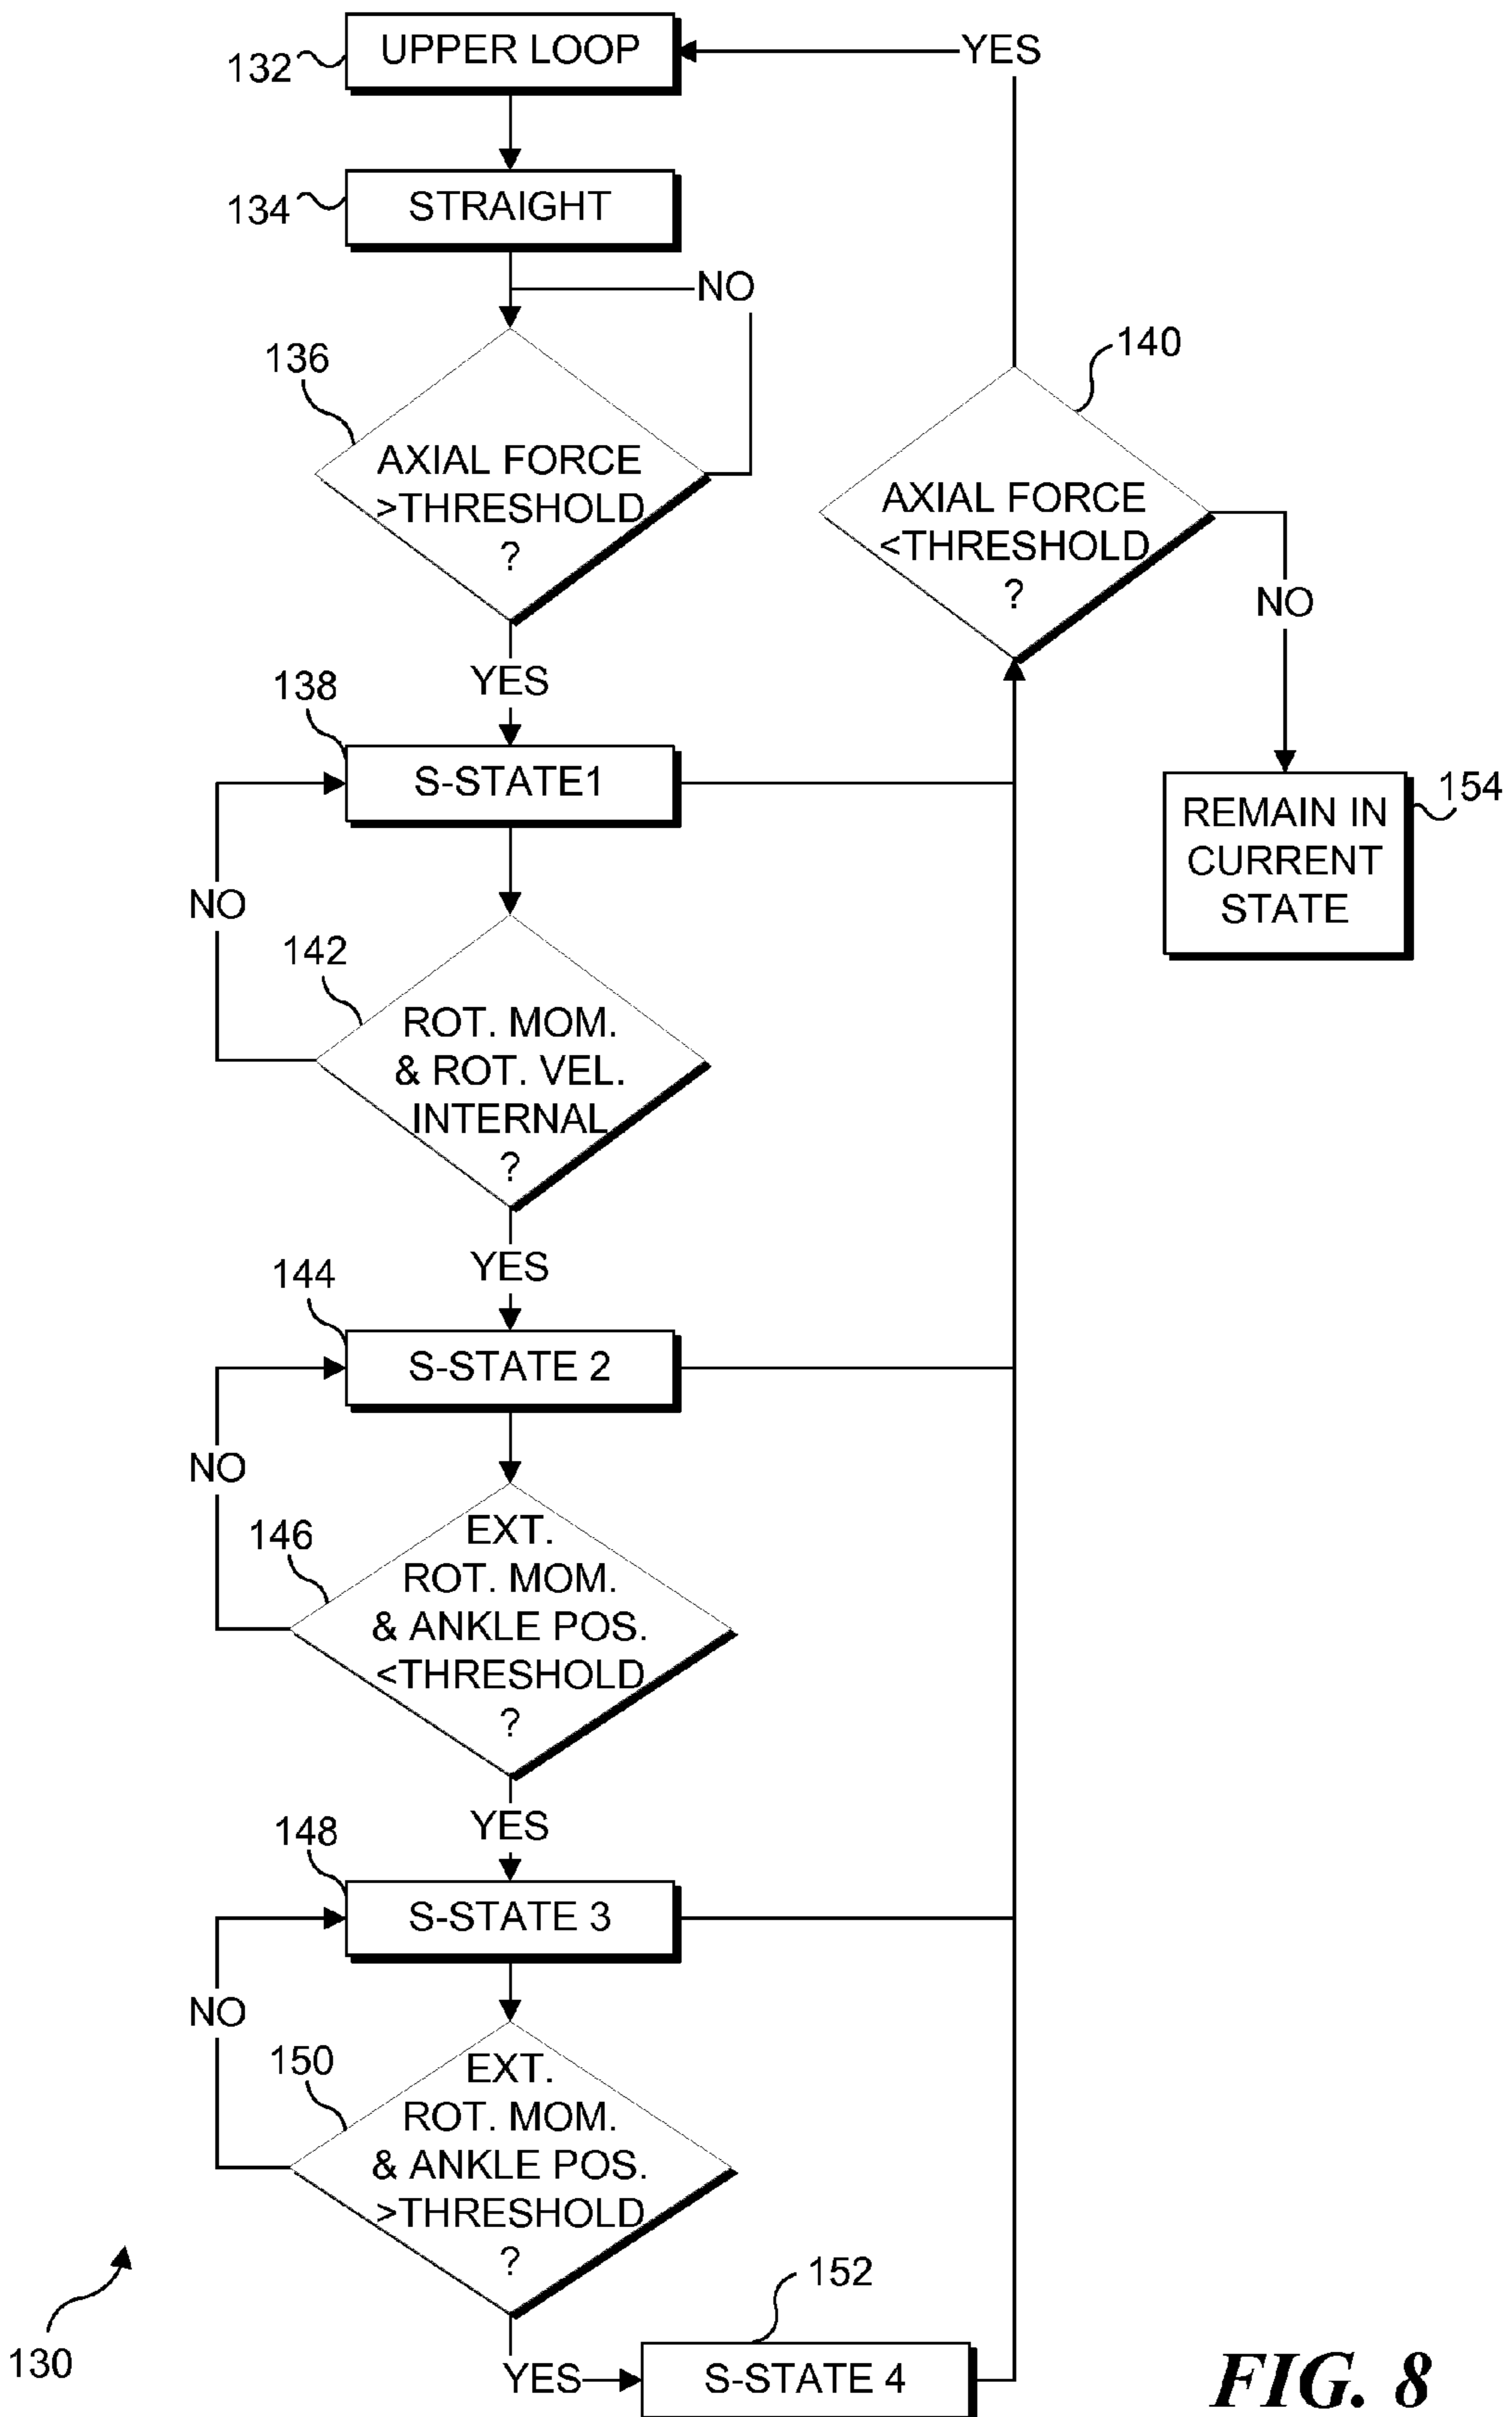 UPPER LOOP
YES
132
STRAIGHT
134
NO
136
140
AXIAL FORCE
>THRESHOLD
?
AXIAL FORCE
<THRESHOLD
?
NO
YES
138
S-STATE1
154
REMAIN IN
CURRENT
STATE
NO
142
ROT. MOM.
& ROT. VEL.
INTERNAL
?
YES
144
S-STATE 2
NO
146
EXT.
ROT. MOM.
& ANKLE POS.
<THRESHOLD
?
YES
148
S-STATE 3
NO
150
EXT.
ROT. MOM.
& ANKLE POS.
>THRESHOLD
?
152
130
YES
S-STATE 4
FIG. 8